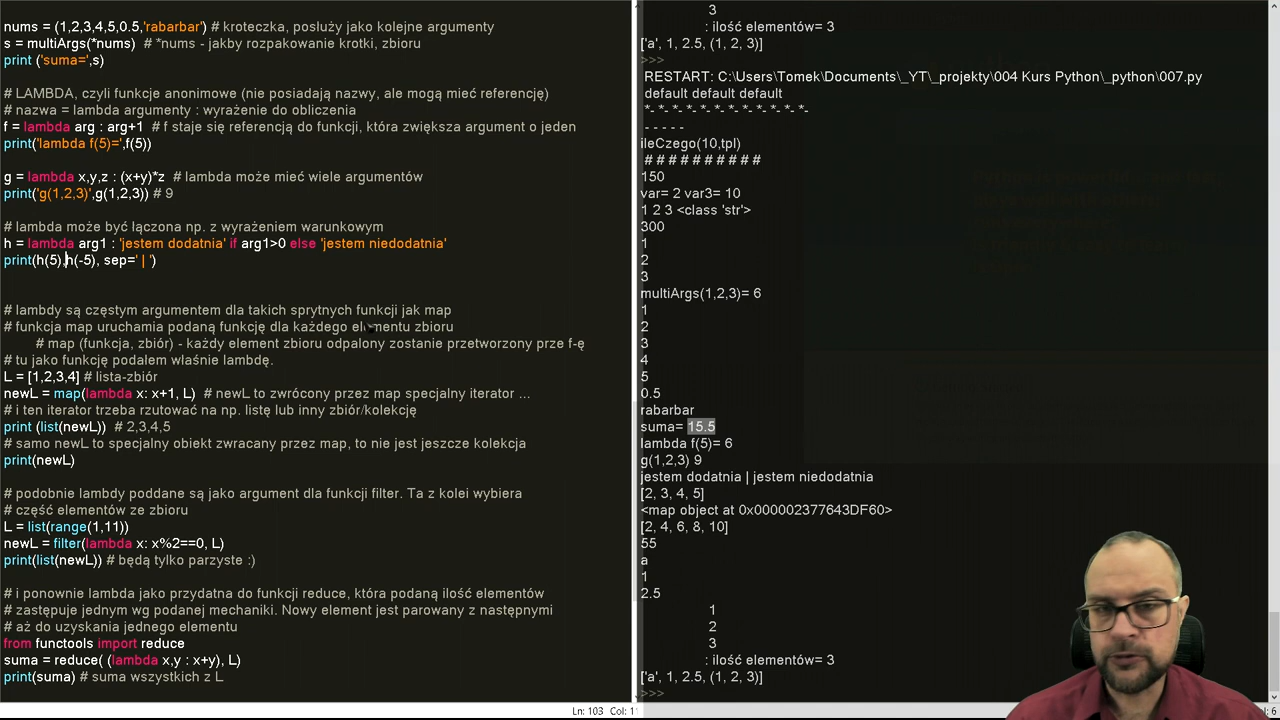 nums = (1,2,3,4,5,0.5,'rabarbar') # kroteczka, posłuży jako kolejne argumenty
s = multiArgs(*nums)  # *nums - jakby rozpakowanie krotki, zbioru
print ('suma=',s)
# LAMBDA, czyli funkcje anonimowe (nie posiadają nazwy, ale mogą mieć referencję)
# nazwa = lambda argumenty : wyrażenie do obliczenia
f = lambda arg : arg+1  # f staje się referencją do funkcji, która zwiększa argument o jeden
print('lambda f(5)=',f(5))
g = lambda x,y,z : (x+y)*z  # lambda może mieć wiele argumentów
print('g(1,2,3)',g(1,2,3)) # 9
# lambda może być łączona np. z wyrażeniem warunkowym
h = lambda arg1 : 'jestem dodatnia' if arg1>0 else 'jestem niedodatnia'
print(h(5),h(-5), sep=' | ')
# lambdy są częstym argumentem dla takich sprytnych funkcji jak map
# funkcja map uruchamia podaną funkcję dla każdego elementu zbioru
# map (funkcja, zbiór) - każdy element zbioru odpalony zostanie przetworzony prze f-ę
# tu jako funkcję podałem właśnie lambdę.
L = [1,2,3,4] # lista-zbiór
newL = map(lambda x: x+1, L)  # newL to zwrócony przez map specjalny iterator ...
# i ten iterator trzeba rzutować na np. listę lub inny zbiór/kolekcję
print (list(newL))  # 2,3,4,5
# samo newL to specjalny obiekt zwracany przez map, to nie jest jeszcze kolekcja
print(newL)
# podobnie lambdy poddane są jako argument dla funkcji filter. Ta z kolei wybiera
# część elementów ze zbioru
L = list(range(1,11))
newL = filter(lambda x: x%2==0, L)
print(list(newL)) # będą tylko parzyste :)
# i ponownie lambda jako przydatna do funkcji reduce, która podaną ilość elementów
# zastępuje jednym wg podanej mechaniki. Nowy element jest parowany z następnymi
# aż do uzyskania jednego elementu
from functools import reduce
suma = reduce( (lambda x,y : x+y), L)
print(suma) # suma wszystkich z L
Ln: 103  Col: 1
3
: ilość elementów= 3
['a', 1, 2.5, (1, 2, 3)]
>>>
RESTART: C:\Users\Tomek\Documents\_YT\_projekty\004 Kurs Python\_python\007.py
default default default
*-*-*-*-*-*-*-*-*-*-*-*-*-
- - - - -
ileCzego(10,tpl)
# # # # # # # # # #
150
var= 2 var3= 10
1 2 3 <class 'str'>
300
1
2
3
multiArgs(1,2,3)= 6
1
2
3
4
5
0.5
rabarbar
suma= 15.5
lambda f(5)= 6
g(1,2,3) 9
jestem dodatnia | jestem niedodatnia
[2, 3, 4, 5]
<map object at 0x000002377643DF60>
[2, 4, 6, 8, 10]
55
a
1
2.5
1
2
3
: ilość elementów= 3
['a', 1, 2.5, (1, 2, 3)]
>>>
: 6